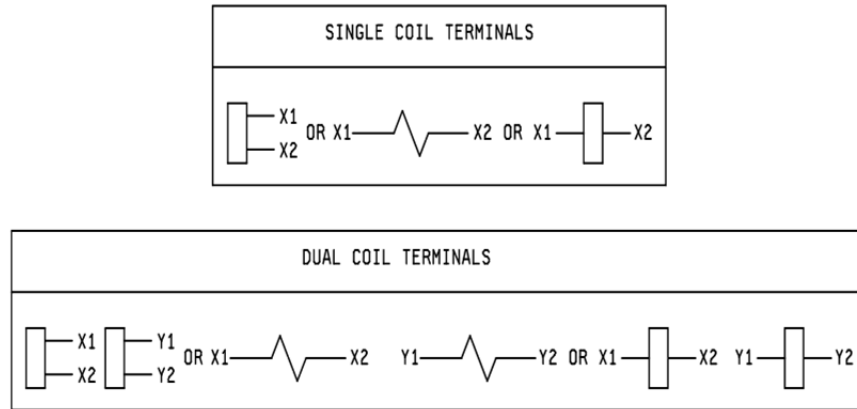 SINGLE COIL TERMINALS
X1
X2
OR X1 X2 OR X1 X2
DUAL COIL TERMINALS
X1 Y1
X2 Y2
OR X1 X2 Y1 Y2 OR X1 X2 Y1 Y2